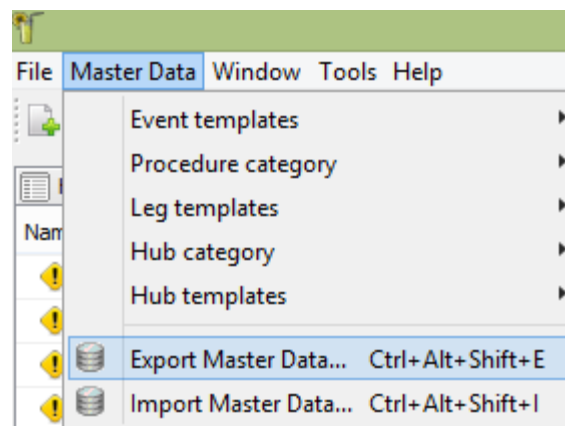 File Master Data Window Tools Help
Event templates
Procedure category
Leg templates
Hub category
Hub templates
Export Master Data... Ctrl+Alt+Shift+E
Import Master Data... Ctrl+Alt+Shift+I